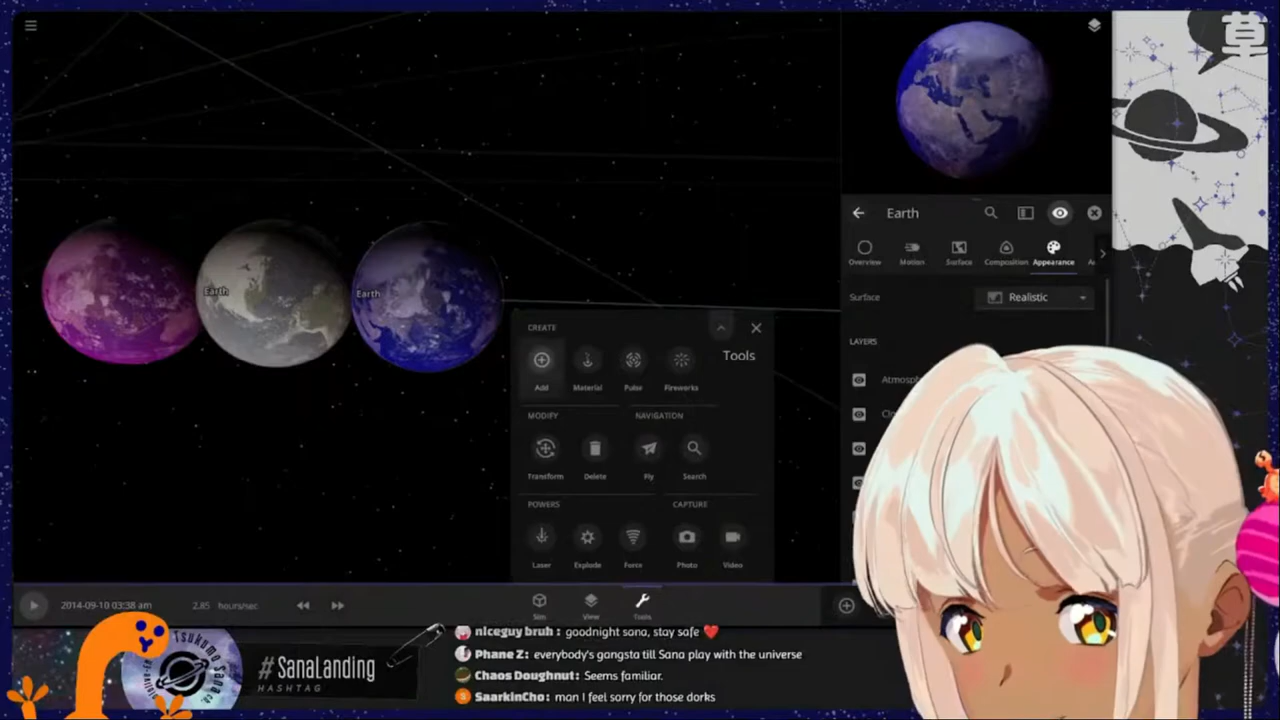 草
Earth
Overview
Motion
Surface
Composition
Appearance
Surface
Realistic
LAYERS
Earth
Earth
CREATE
Tools
Add
Material
Pulse
Fireworks
MODIFY
NAVIGATION
Transform
Delete
Fly
Search
POWERS
CAPTURE
Laser
Explode
Force
Photo
Video
2014-09-10 03:38 am
2.85 hours/sec
Sim
View
Tools
Tsukumo Sana ch.
#SanaLanding
HASHTAG
niceguy bruh : goodnight sana, stay safe ❤️
Phane Z : everybody's gangsta till Sana play with the universe
Chaos Doughnut : Seems familiar.
SaarkinCho : man I feel sorry for those dorks